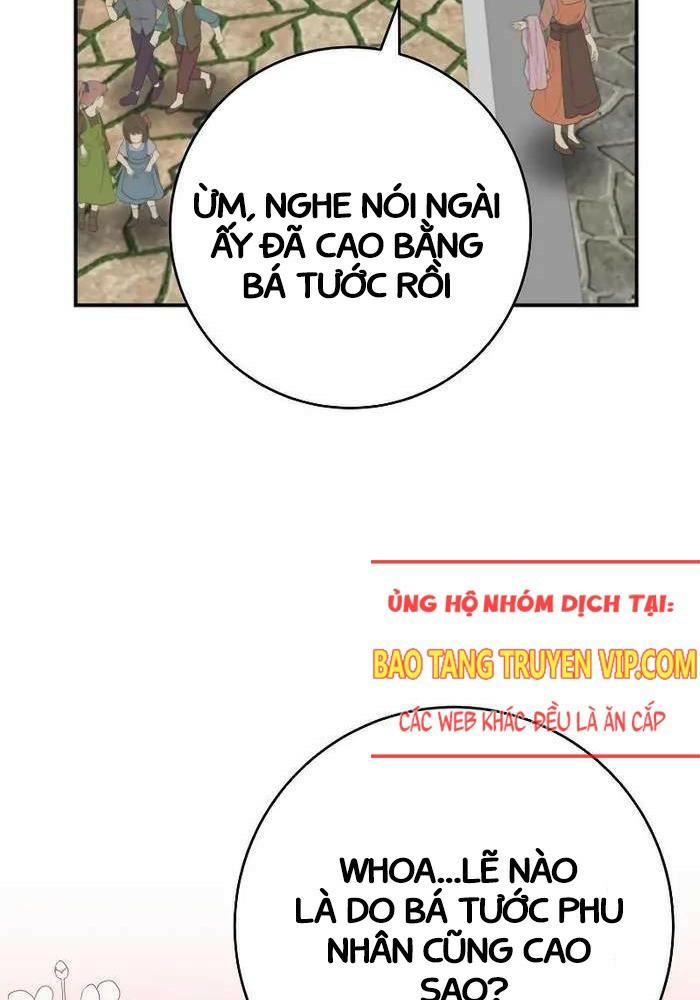 ỪM, NGHE NÓI NGÀI
ẤY ĐÃ CAO BẰNG
BÁ TƯỚC RỒI
ỦNG HỘ NHÓM DỊCH TẠI:
BAO TANG TRUYEN VIP.COM
CÁC WEB KHÁC ĐỀU LÀ ĂN CẮP
WHOA...LẼ NÀO
LÀ DO BÁ TƯỚC PHU
NHÂN CŨNG CAO
SAO?